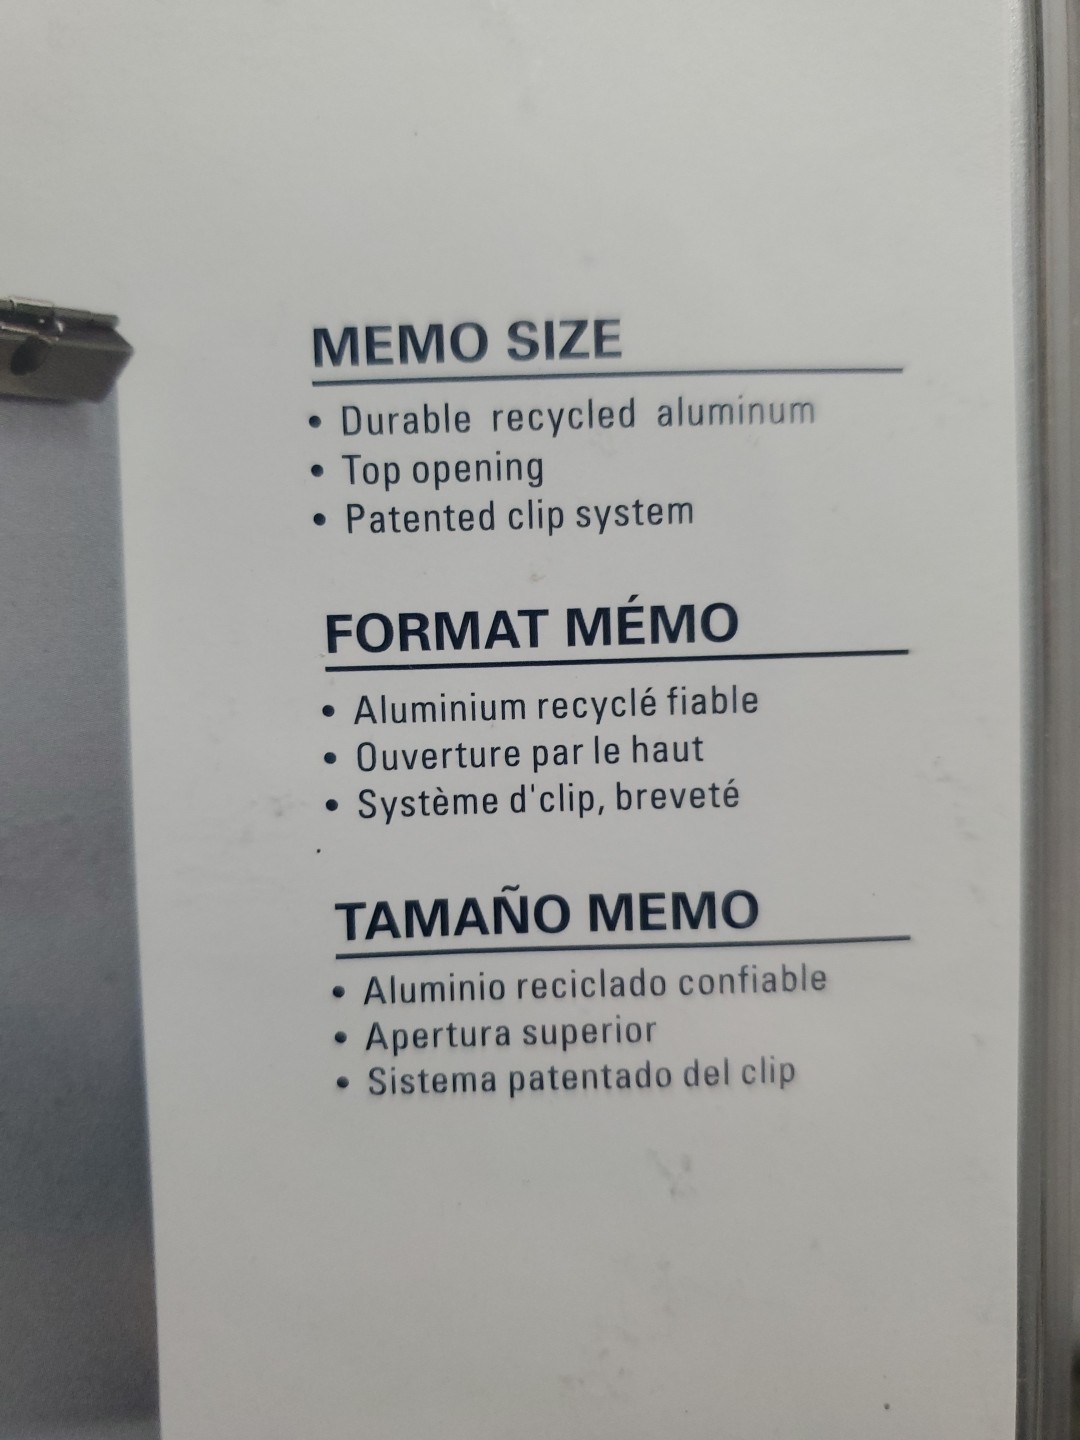 MEMO SIZE
• Durable recycled aluminum
• Top opening
• Patented clip system
FORMAT MÉMO
• Aluminium recyclé fiable
• Ouverture par le haut
• Système d'clip, breveté
TAMAÑO MEMO
• Aluminio reciclado confiable
• Apertura superior
• Sistema patentado del clip